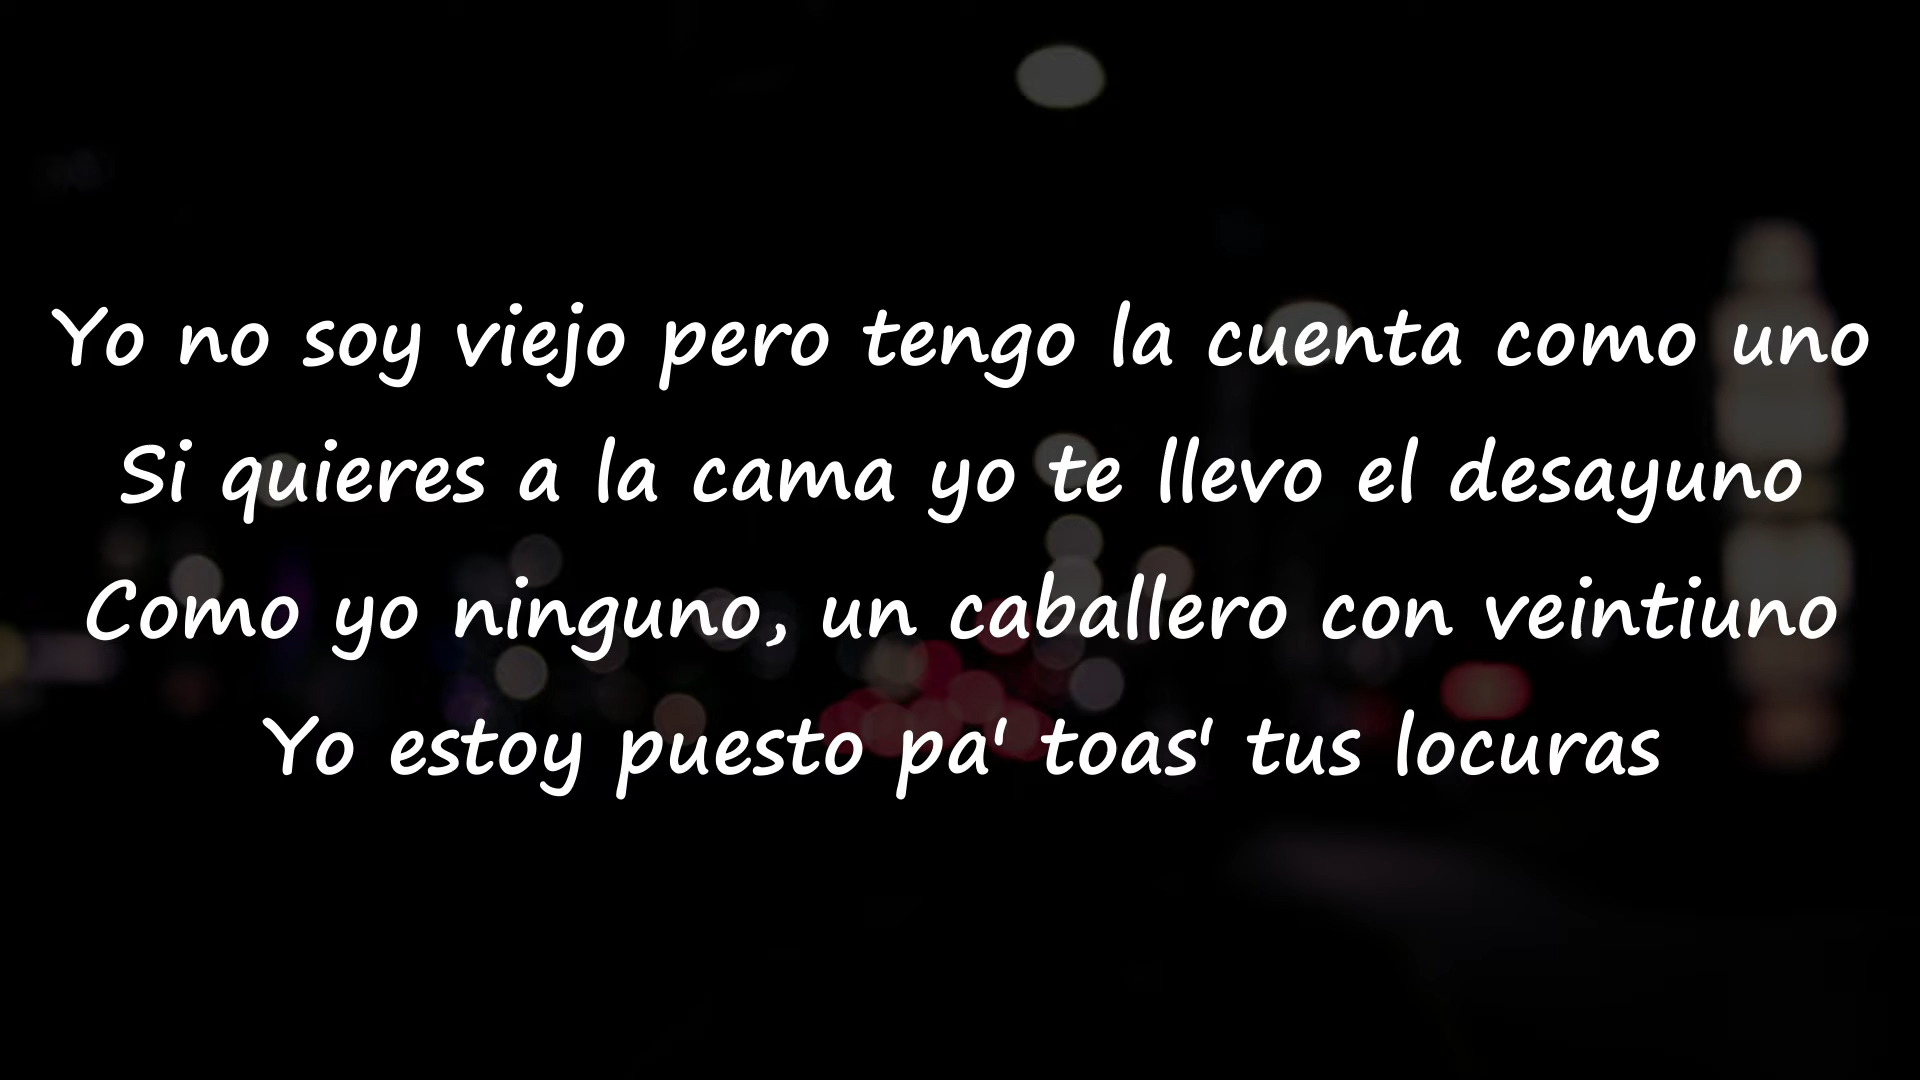 Yo no soy viejo pero tengo la cuenta como uno
Si quieres a la cama yo te llevo el desayuno
Como yo ninguno, un caballero con veintiuno
Yo estoy puesto pa' toas' tus locuras